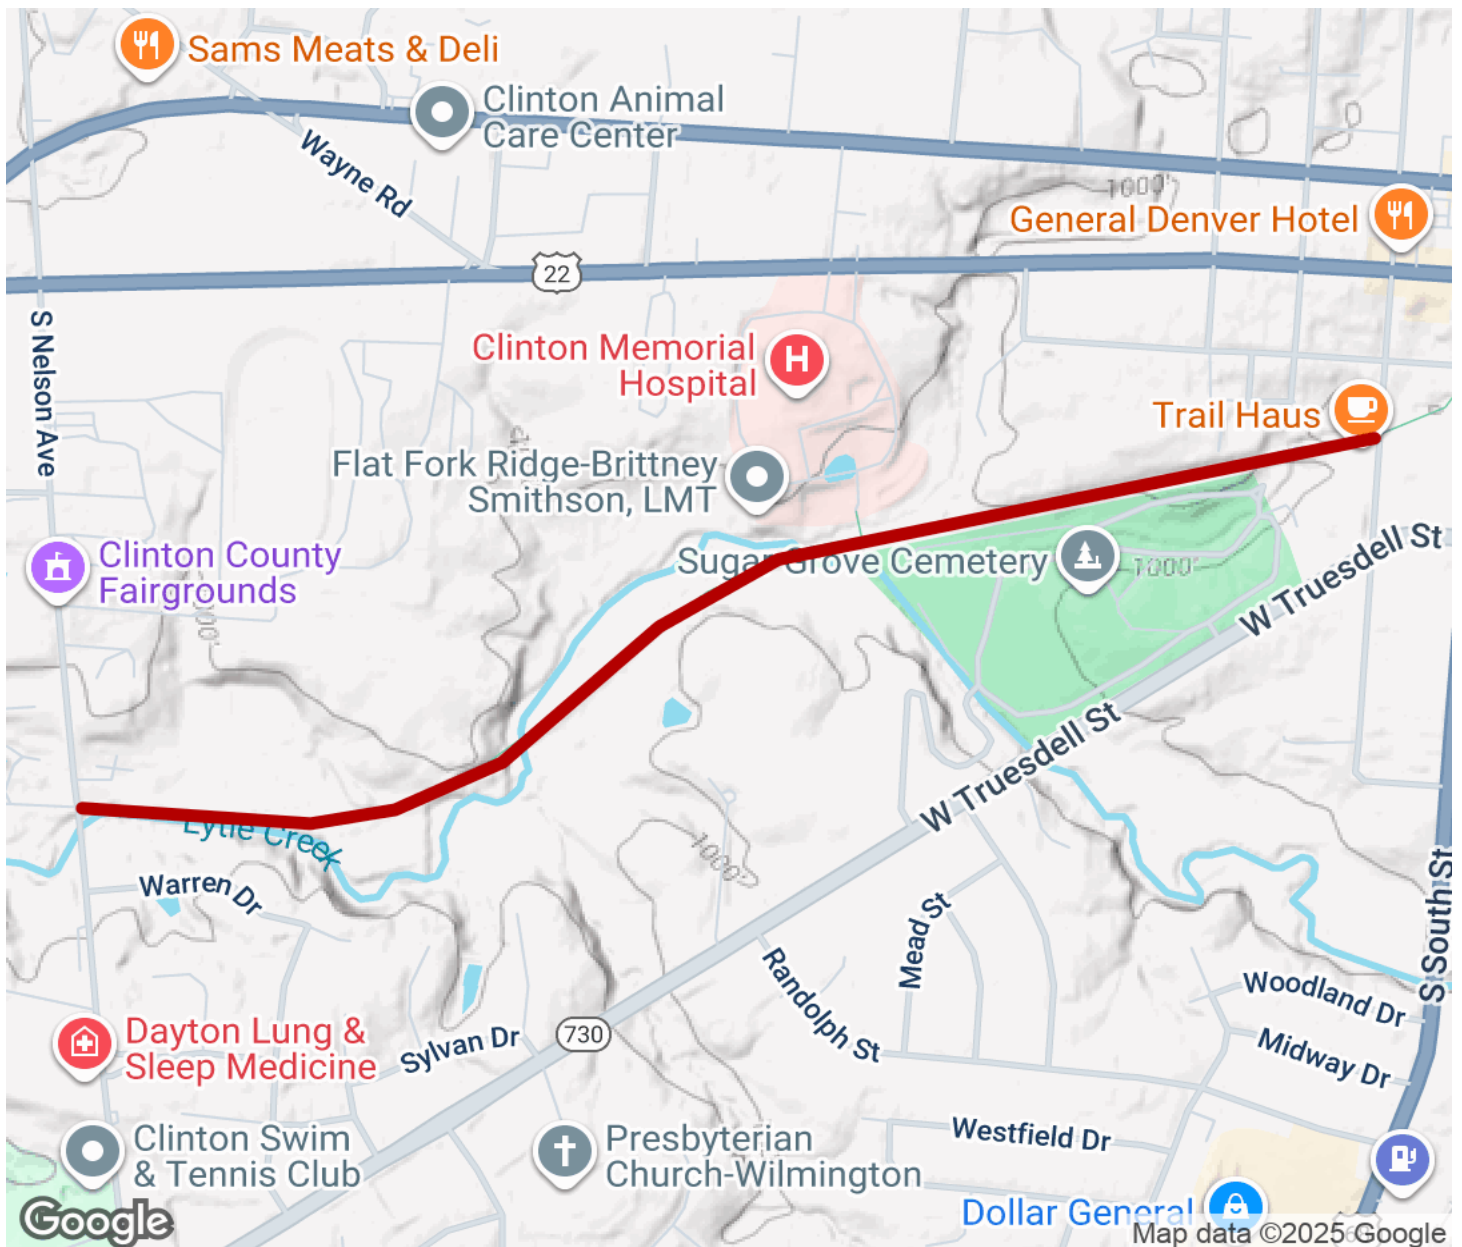 Sams Meats & Deli
Clinton Animal
Care Center
Wayne Rd
1000'
General Denver Hotel
22
S Nelson Ave
Clinton Memorial
Hospital
H
Trail Haus
Flat Fork Ridge-Brittney
Smithson, LMT
Clinton County
Fairgrounds
Sugar Grove Cemetery
1000'
W Truesdell St
W Truesdell St
Lytle Creek
Warren Dr
1000'
Mead St
S South St
Randolph St
Woodland Dr
Midway Dr
Dayton Lung &
Sleep Medicine
Sylvan Dr
730
Westfield Dr
Clinton Swim
& Tennis Club
Presbyterian
Church-Wilmington
Dollar General
Google
Map data ©2025 Google